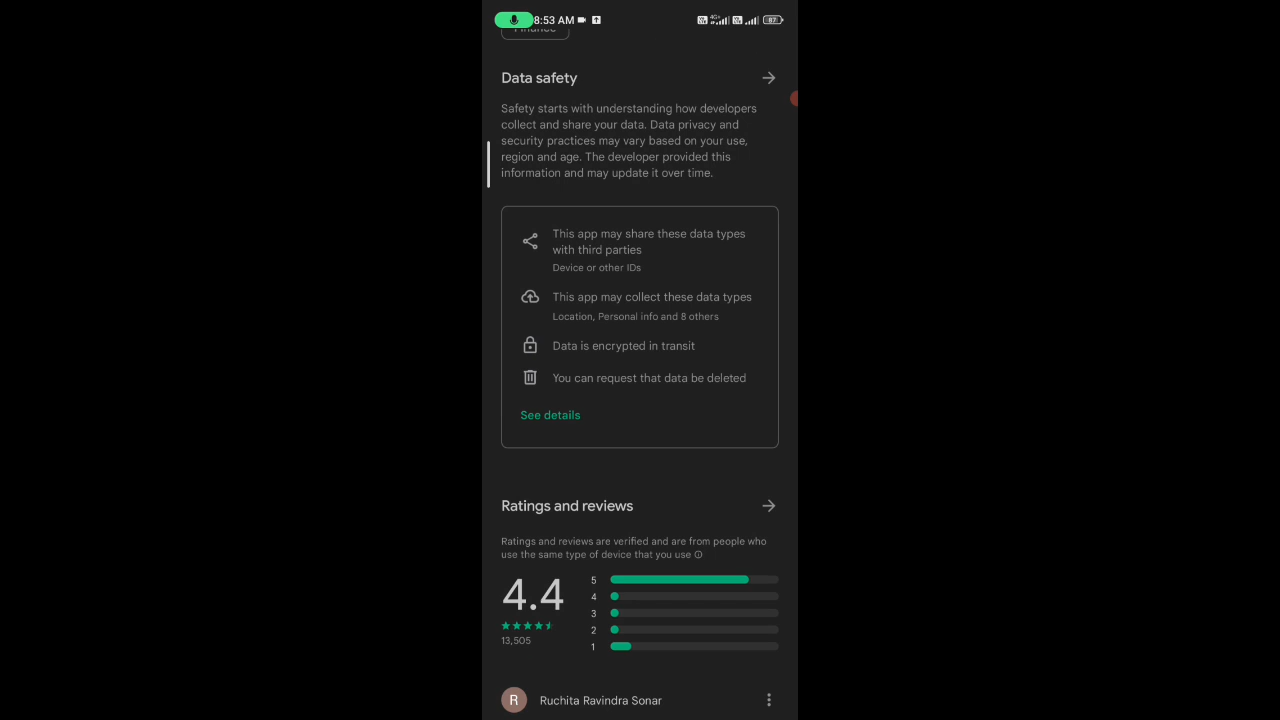 8:53 AM
4G+
87
Finance
Data safety
Safety starts with understanding how developers
collect and share your data. Data privacy and
security practices may vary based on your use,
region and age. The developer provided this
information and may update it over time.
This app may share these data types
with third parties
Device or other IDs
This app may collect these data types
Location, Personal info and 8 others
Data is encrypted in transit
You can request that data be deleted
See details
Ratings and reviews
Ratings and reviews are verified and are from people who
use the same type of device that you use
4.4
13,505
5
4
3
2
1
R
Ruchita Ravindra Sonar